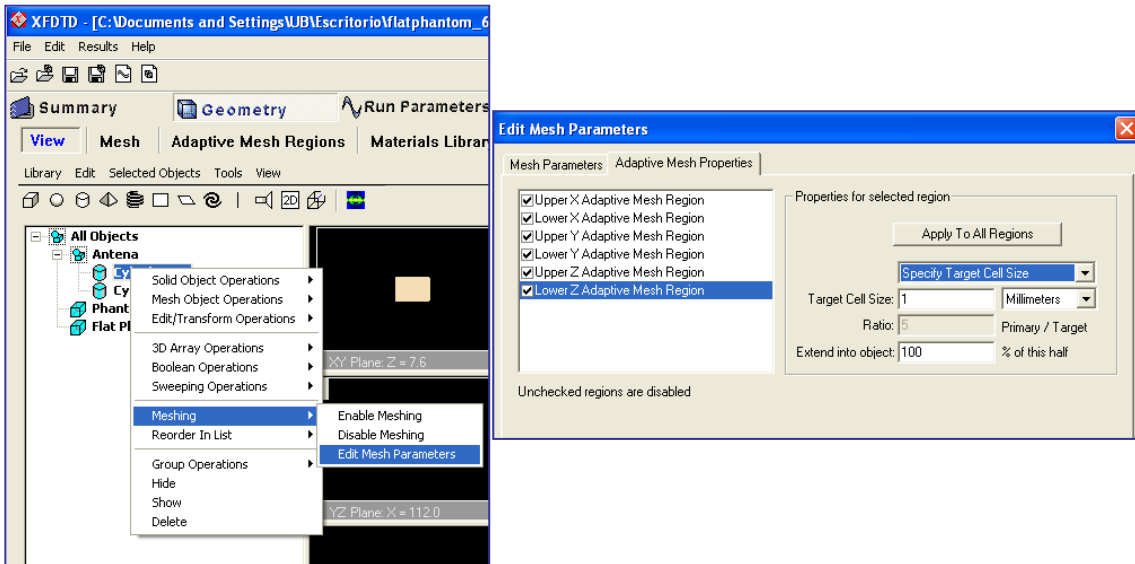 XFDTD - [C:\Documents and Settings\UB\Escritorio\flatphantom_6
File Edit Results Help
Summary Geometry Run Parameters
View Mesh Adaptive Mesh Regions Materials Librar
Library Edit Selected Objects Tools View
2D
All Objects
Antena
Cy
Phant
Flat Pl
Solid Object Operations
Mesh Object Operations
Edit/Transform Operations
3D Array Operations
Boolean Operations
Sweeping Operations
Meshing
Reorder In List
Group Operations
Hide
Show
Delete
Enable Meshing
Disable Meshing
Edit Mesh Parameters
XY Plane: Z = 7.6
YZ Plane: X = 112.0
Edit Mesh Parameters
Mesh Parameters Adaptive Mesh Properties
Upper X Adaptive Mesh Region
Lower X Adaptive Mesh Region
Upper Y Adaptive Mesh Region
Lower Y Adaptive Mesh Region
Upper Z Adaptive Mesh Region
Lower Z Adaptive Mesh Region
Unchecked regions are disabled
Properties for selected region
Apply To All Regions
Specify Target Cell Size
Target Cell Size: 1 Millimeters
Ratio: 5 Primary / Target
Extend into object: 100 % of this half